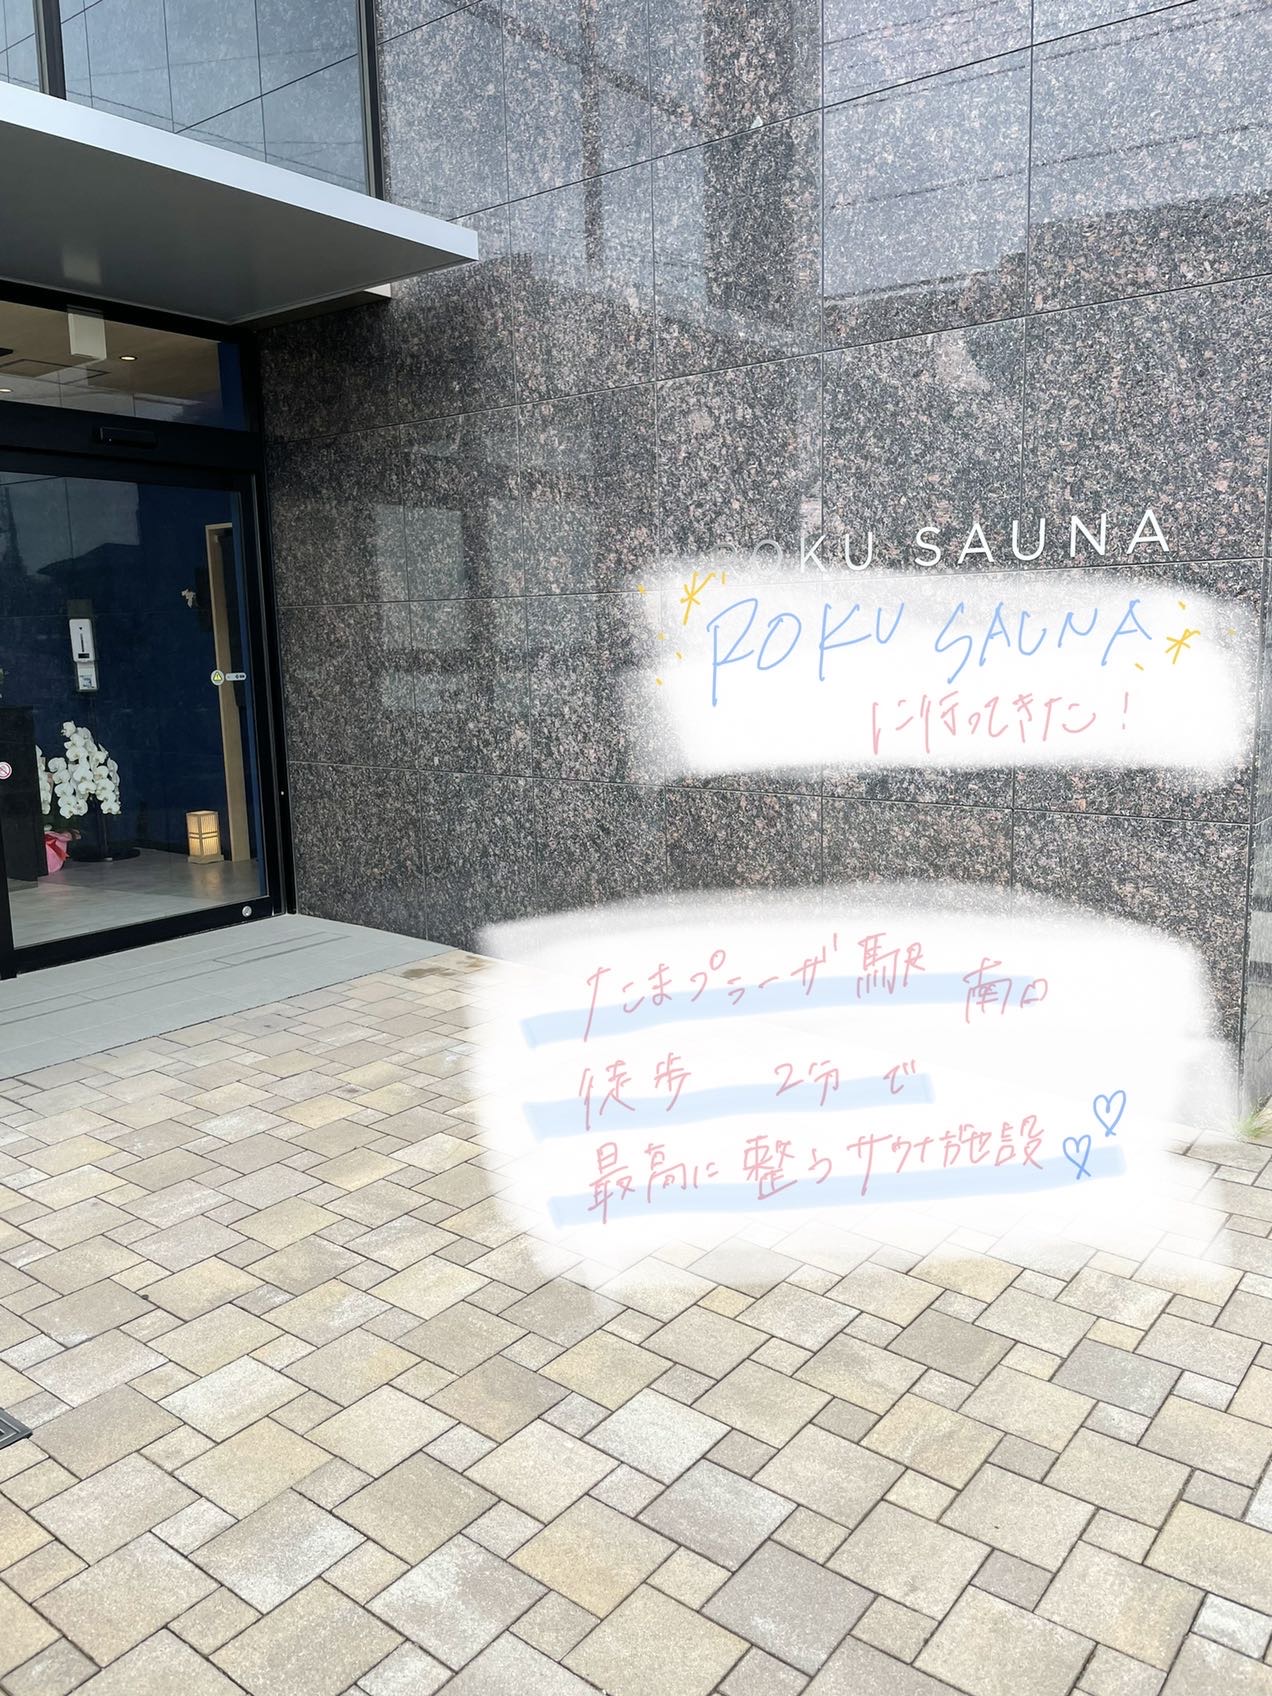 ROKU SAUNA
ROKU SAUNA
に行ってきた！
たまプラーザ駅 南口
徒歩 2分で
最高に整うサウナ施設